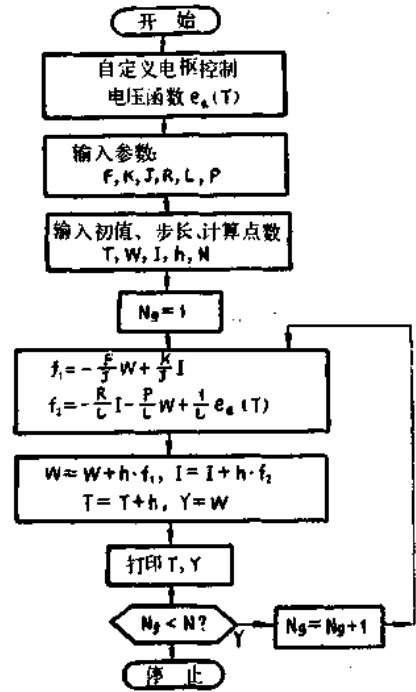 开 始
自定义电枢控制
电压函数 eₐ(T)
输入参数:
F, K, J, R, L, P
输入初值、步长、计算点数
T, W, I, h, N
Ng = 1
f₁ = -F/J W + K/J I
f₂ = -R/L I - P/L W + 1/L eₐ(T)
W = W + h·f₁, I = I + h·f₂
T = T + h, Y = W
打印 T, Y
Ng < N?
Y
Ng = Ng + 1
停 止